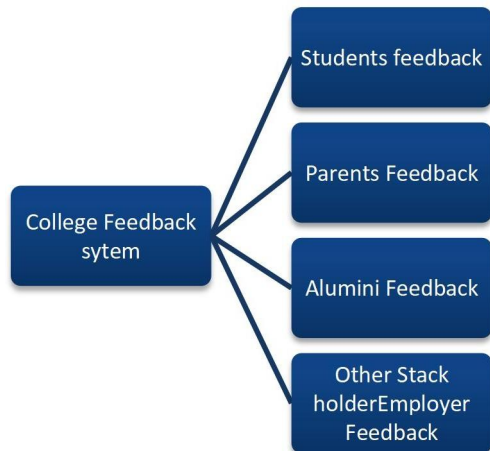 Students feedback
Parents Feedback
College Feedback
sytem
Alumini Feedback
Other Stack
holderEmployer
Feedback